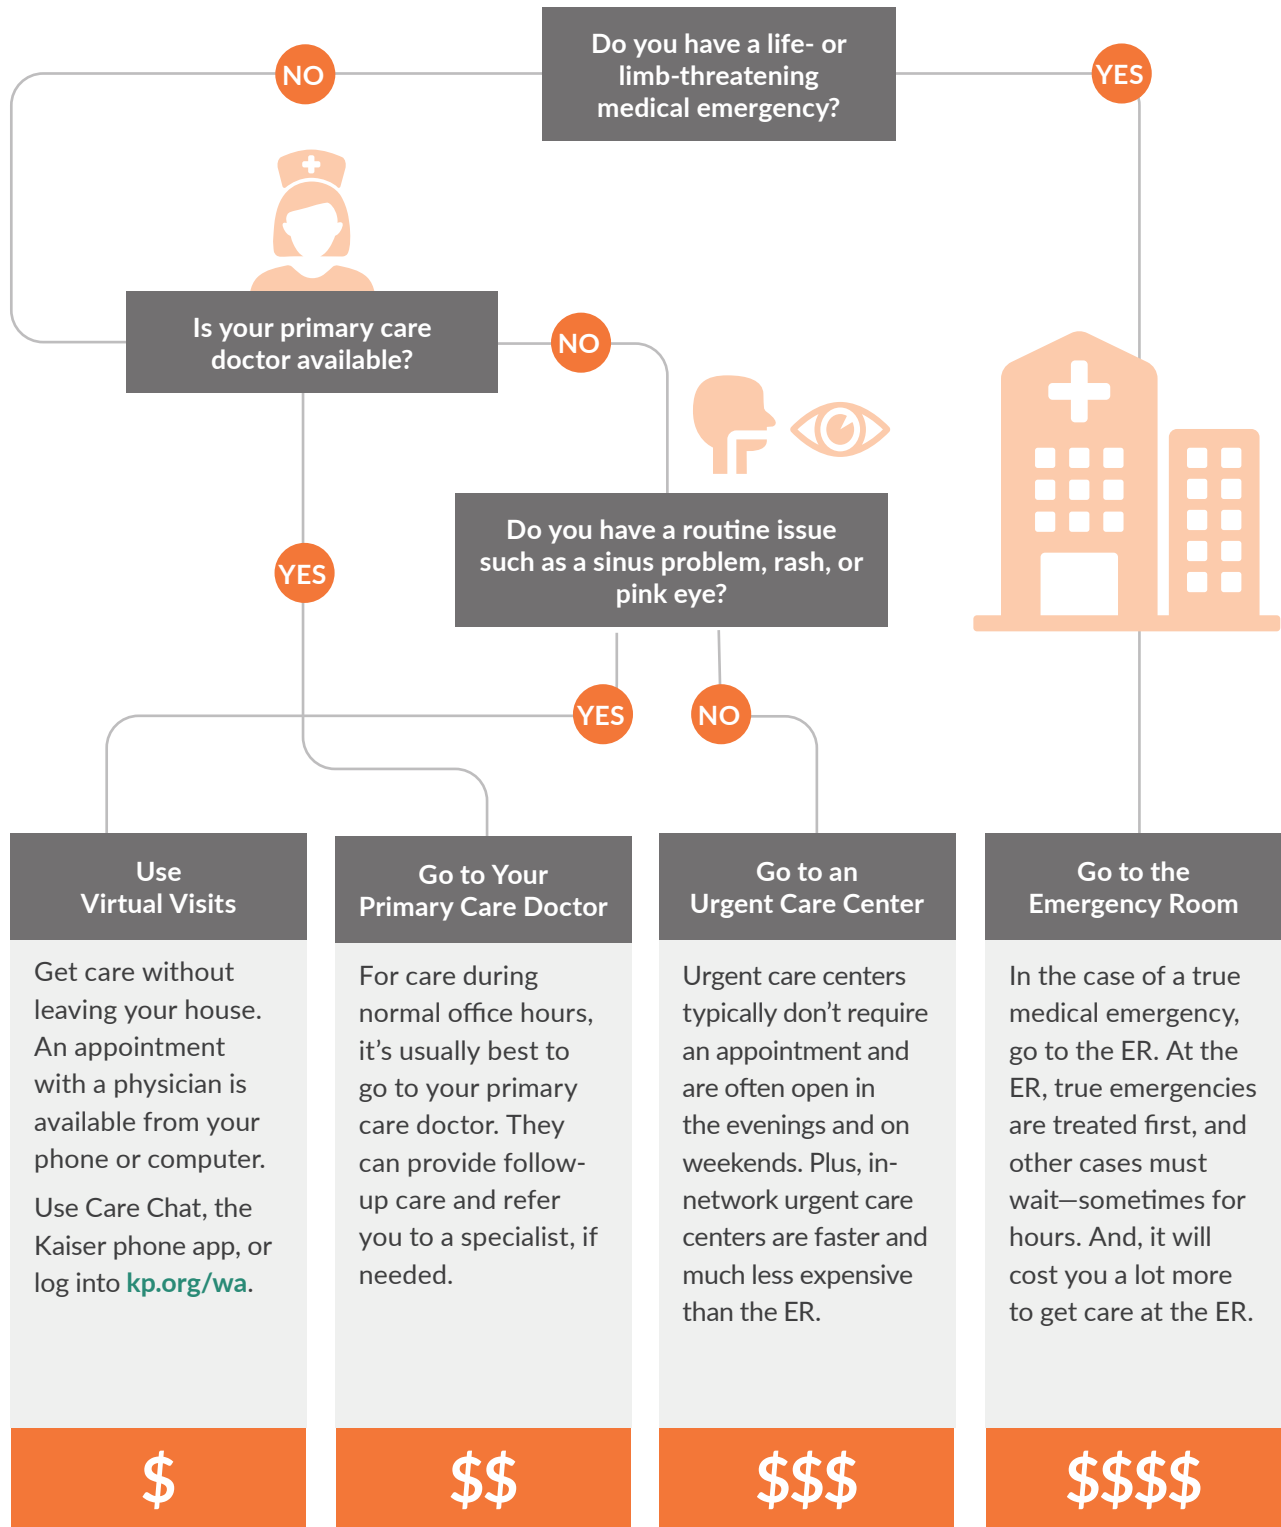 Do you have a life- or
limb-threatening
medical emergency?
NO
YES
Is your primary care
doctor available?
NO
Do you have a routine issue
such as a sinus problem, rash, or
pink eye?
YES
YES
NO
Use
Virtual Visits
Get care without
leaving your house.
An appointment
with a physician is
available from your
phone or computer.
Use Care Chat, the
Kaiser phone app, or
log into kp.org/wa.
$
Go to Your
Primary Care Doctor
For care during
normal office hours,
it’s usually best to
go to your primary
care doctor. They
can provide follow-
up care and refer
you to a specialist, if
needed.
$$
Go to an
Urgent Care Center
Urgent care centers
typically don’t require
an appointment and
are often open in
the evenings and on
weekends. Plus, in-
network urgent care
centers are faster and
much less expensive
than the ER.
$$$
Go to the
Emergency Room
In the case of a true
medical emergency,
go to the ER. At the
ER, true emergencies
are treated first, and
other cases must
wait—sometimes for
hours. And, it will
cost you a lot more
to get care at the ER.
$$$$